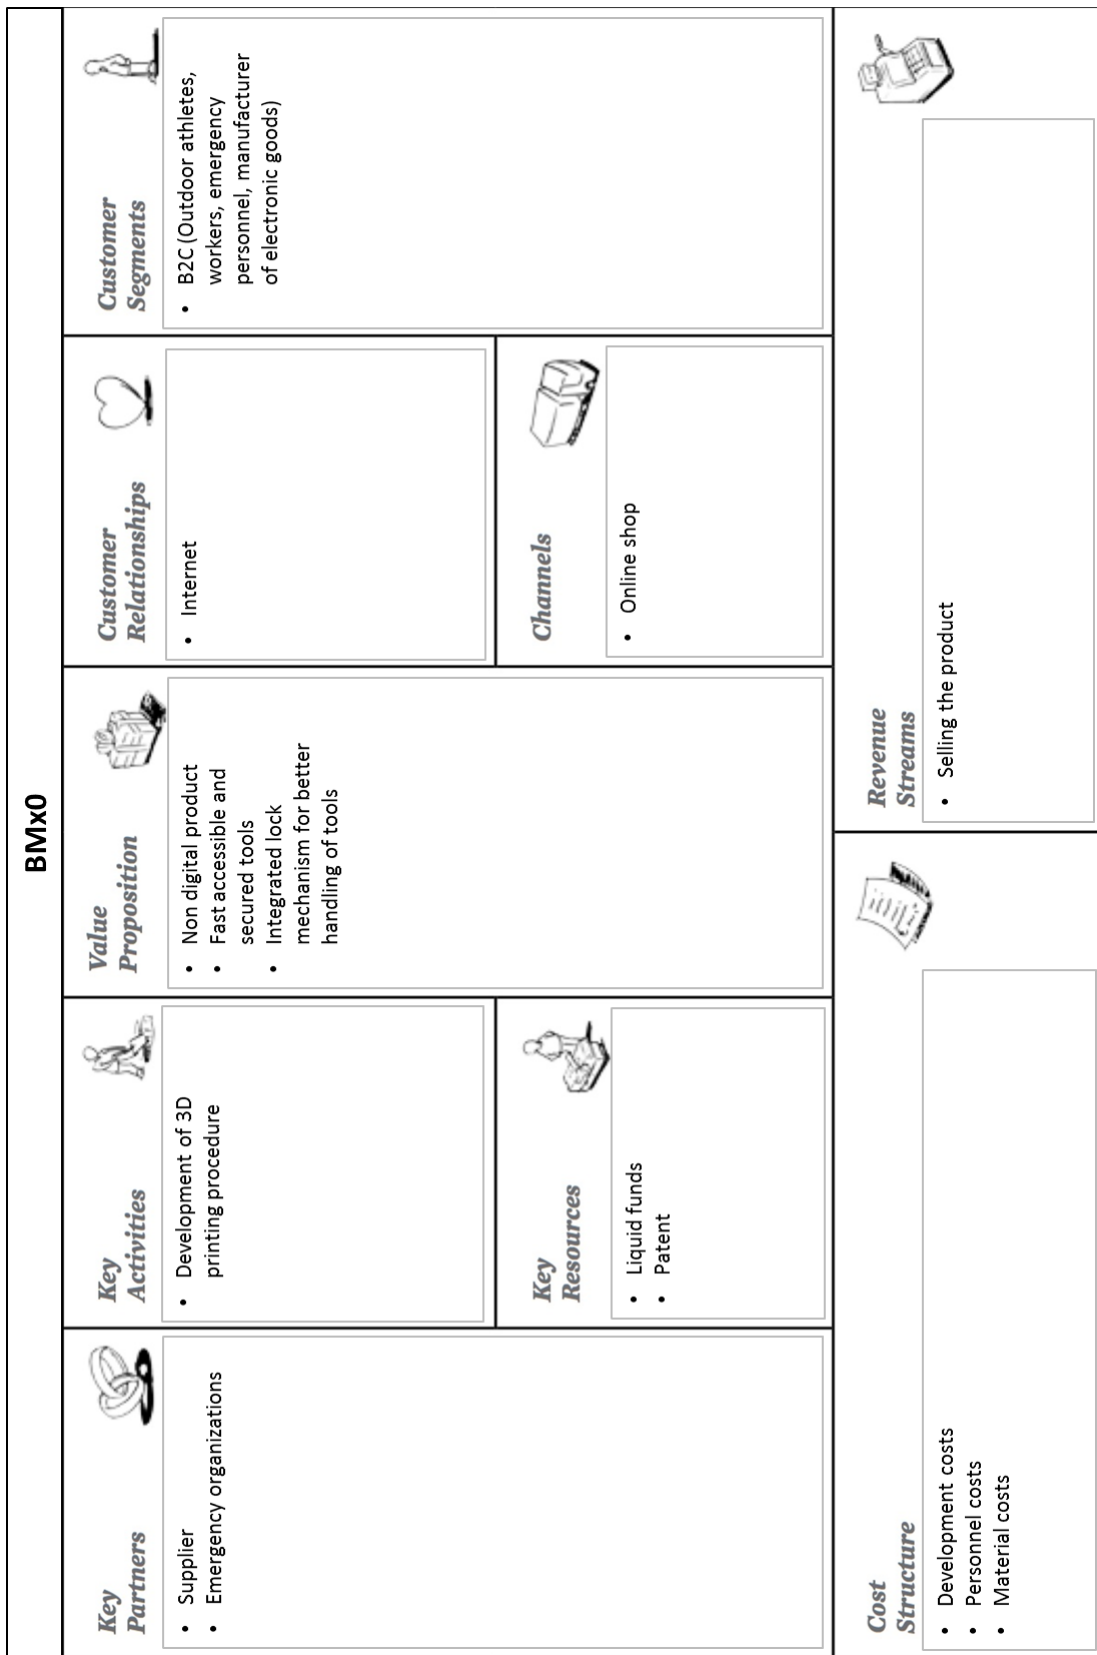 BMx0
Key
Partners
• Supplier
• Emergency organizations
Key
Activities
• Development of 3D
printing procedure
Key
Resources
• Liquid funds
• Patent
Value
Proposition
• Non digital product
• Fast accessible and
secured tools
• Integrated lock
mechanism for better
handling of tools
Customer
Relationships
• Internet
Channels
• Online shop
Customer
Segments
• B2C (Outdoor athletes,
workers, emergency
personnel, manufacturer
of electronic goods)
Cost
Structure
• Development costs
• Personnel costs
• Material costs
Revenue
Streams
• Selling the product